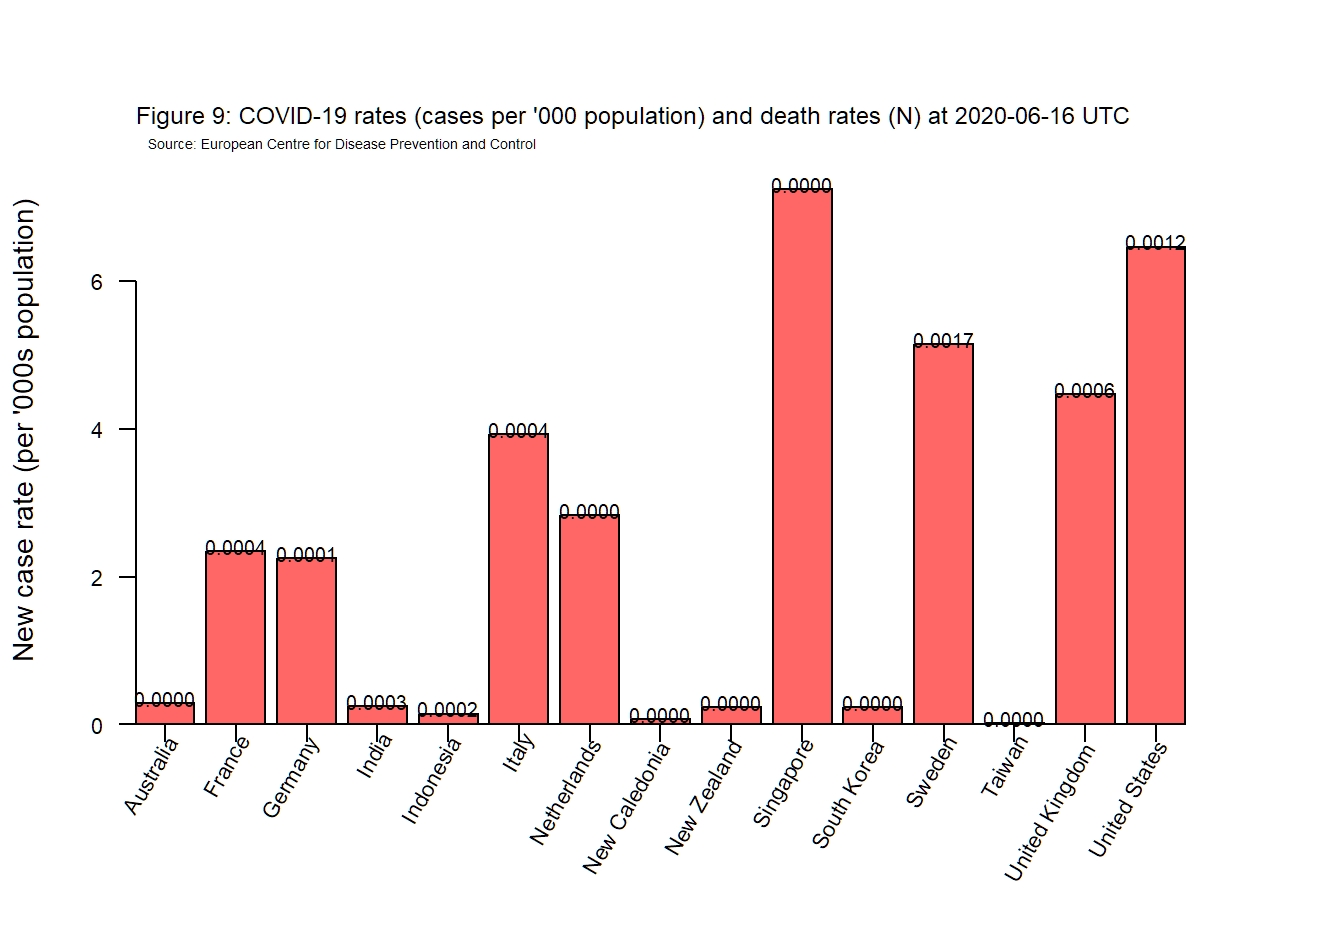 Figure 9: COVID-19 rates (cases per '000 population) and death rates (N) at 2020-06-16 UTC
Source: European Centre for Disease Prevention and Control
New case rate (per '000s population)
6
4
2
0
0.0000
0.0004
0.0001
0.0003
0.0002
0.0004
0.0000
0.0000
0.0000
0.0000
0.0000
0.0017
0.0000
0.0006
0.0012
Australia
France
Germany
India
Indonesia
Italy
Netherlands
New Caledonia
New Zealand
Singapore
South Korea
Sweden
Taiwan
United Kingdom
United States